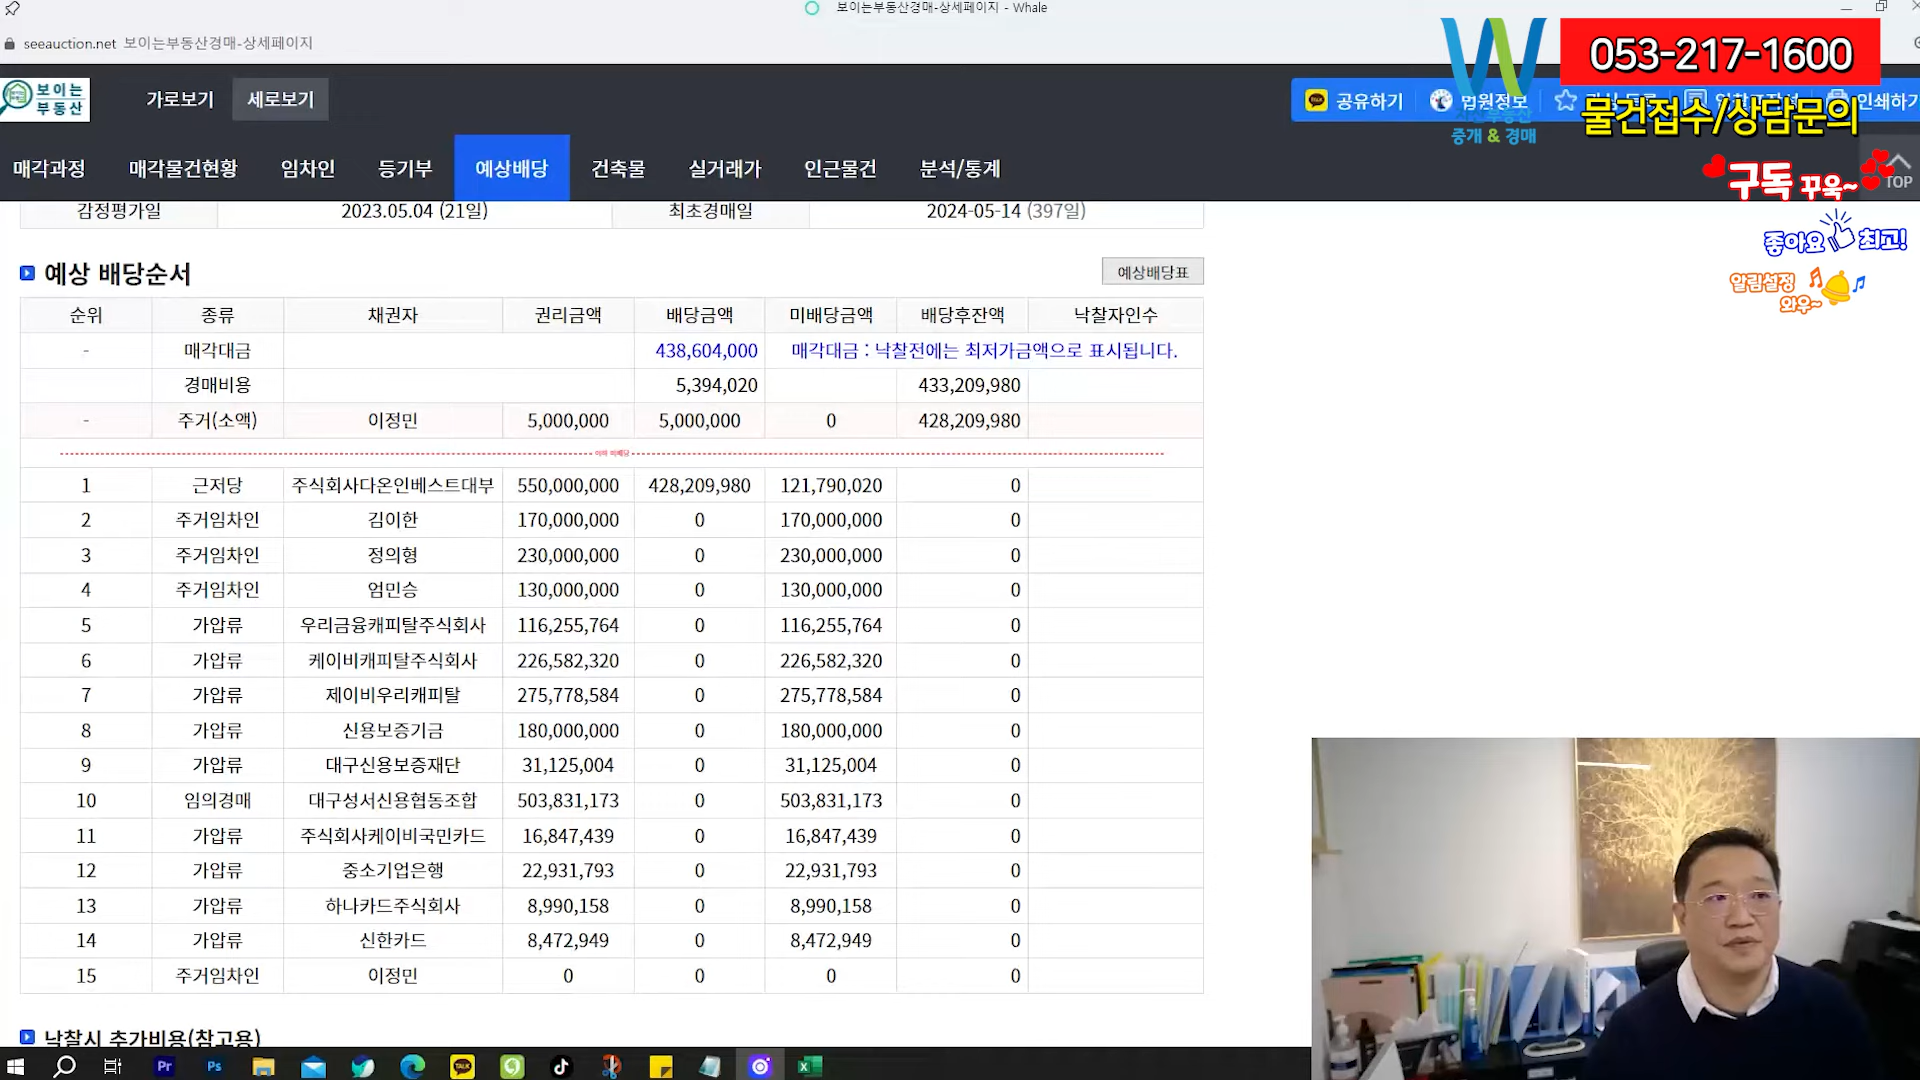 보이는부동산경매-상세페이지 - Whale
seeauction.net 보이는부동산경매-상세페이지
053-217-1600
보이는
부동산
가로보기 세로보기
공유하기 법원정보 인쇄하기
중개 & 경매
물건접수/상담문의
매각과정 매각물건현황 임차인 등기부 예상배당 건축물 실거래가 인근물건 분석/통계
TOP
구독 꾸욱~
좋아요 최고!
알림설정
와우~
감정평가일 2023.05.04 (21일) 최초경매일 2024-05-14 (397일)
예상 배당순서 예상배당표
순위 종류 채권자 권리금액 배당금액 미배당금액 배당후잔액 낙찰자인수
- 매각대금 438,604,000 매각대금 : 낙찰전에는 최저가금액으로 표시됩니다.
경매비용 5,394,020 433,209,980
- 주거(소액) 이정민 5,000,000 5,000,000 0 428,209,980
이하 미배당
1 근저당 주식회사다온인베스트대부 550,000,000 428,209,980 121,790,020 0
2 주거임차인 김이한 170,000,000 0 170,000,000 0
3 주거임차인 정의형 230,000,000 0 230,000,000 0
4 주거임차인 엄민승 130,000,000 0 130,000,000 0
5 가압류 우리금융캐피탈주식회사 116,255,764 0 116,255,764 0
6 가압류 케이비캐피탈주식회사 226,582,320 0 226,582,320 0
7 가압류 제이비우리캐피탈 275,778,584 0 275,778,584 0
8 가압류 신용보증기금 180,000,000 0 180,000,000 0
9 가압류 대구신용보증재단 31,125,004 0 31,125,004 0
10 임의경매 대구성서신용협동조합 503,831,173 0 503,831,173 0
11 가압류 주식회사케이비국민카드 16,847,439 0 16,847,439 0
12 가압류 중소기업은행 22,931,793 0 22,931,793 0
13 가압류 하나카드주식회사 8,990,158 0 8,990,158 0
14 가압류 신한카드 8,472,949 0 8,472,949 0
15 주거임차인 이정민 0 0 0 0
낙찰시 추가비용(참고용)
Pr Ps TALK